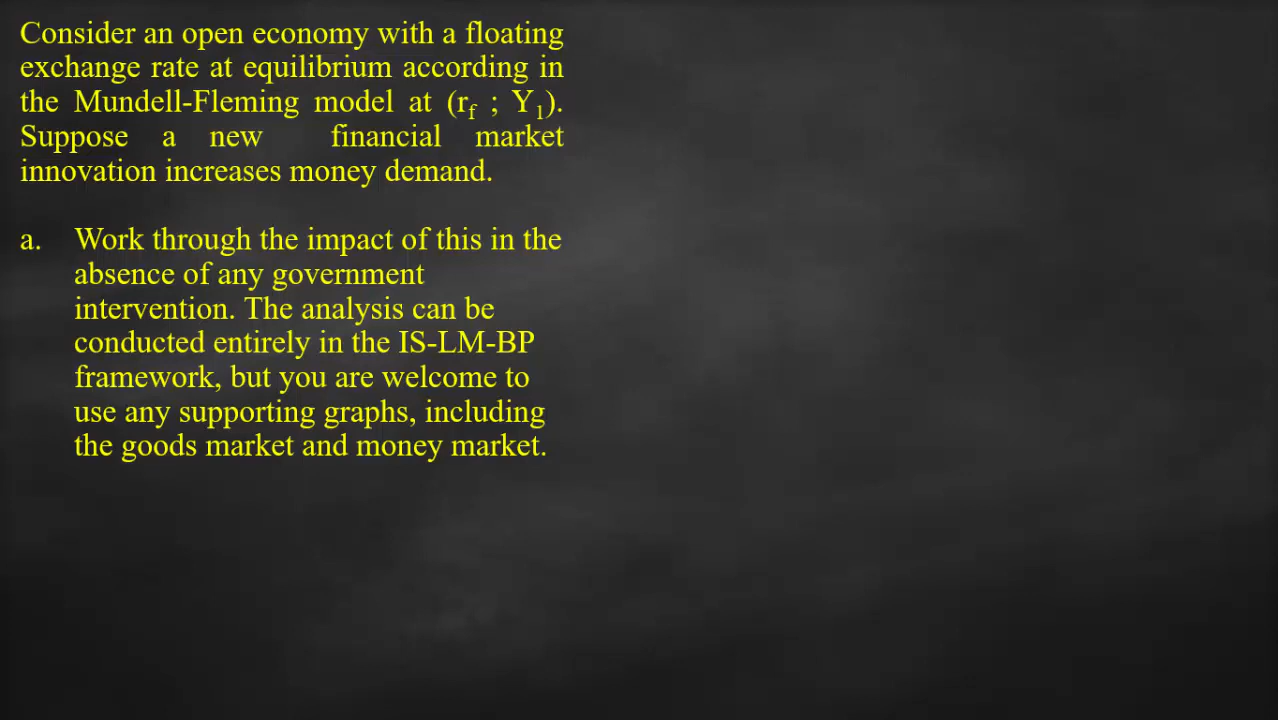 Consider an open economy with a floating
exchange rate at equilibrium according in
the Mundell-Fleming model at (rf ; Y1).
Suppose a new financial market
innovation increases money demand.
a. Work through the impact of this in the
absence of any government
intervention. The analysis can be
conducted entirely in the IS-LM-BP
framework, but you are welcome to
use any supporting graphs, including
the goods market and money market.